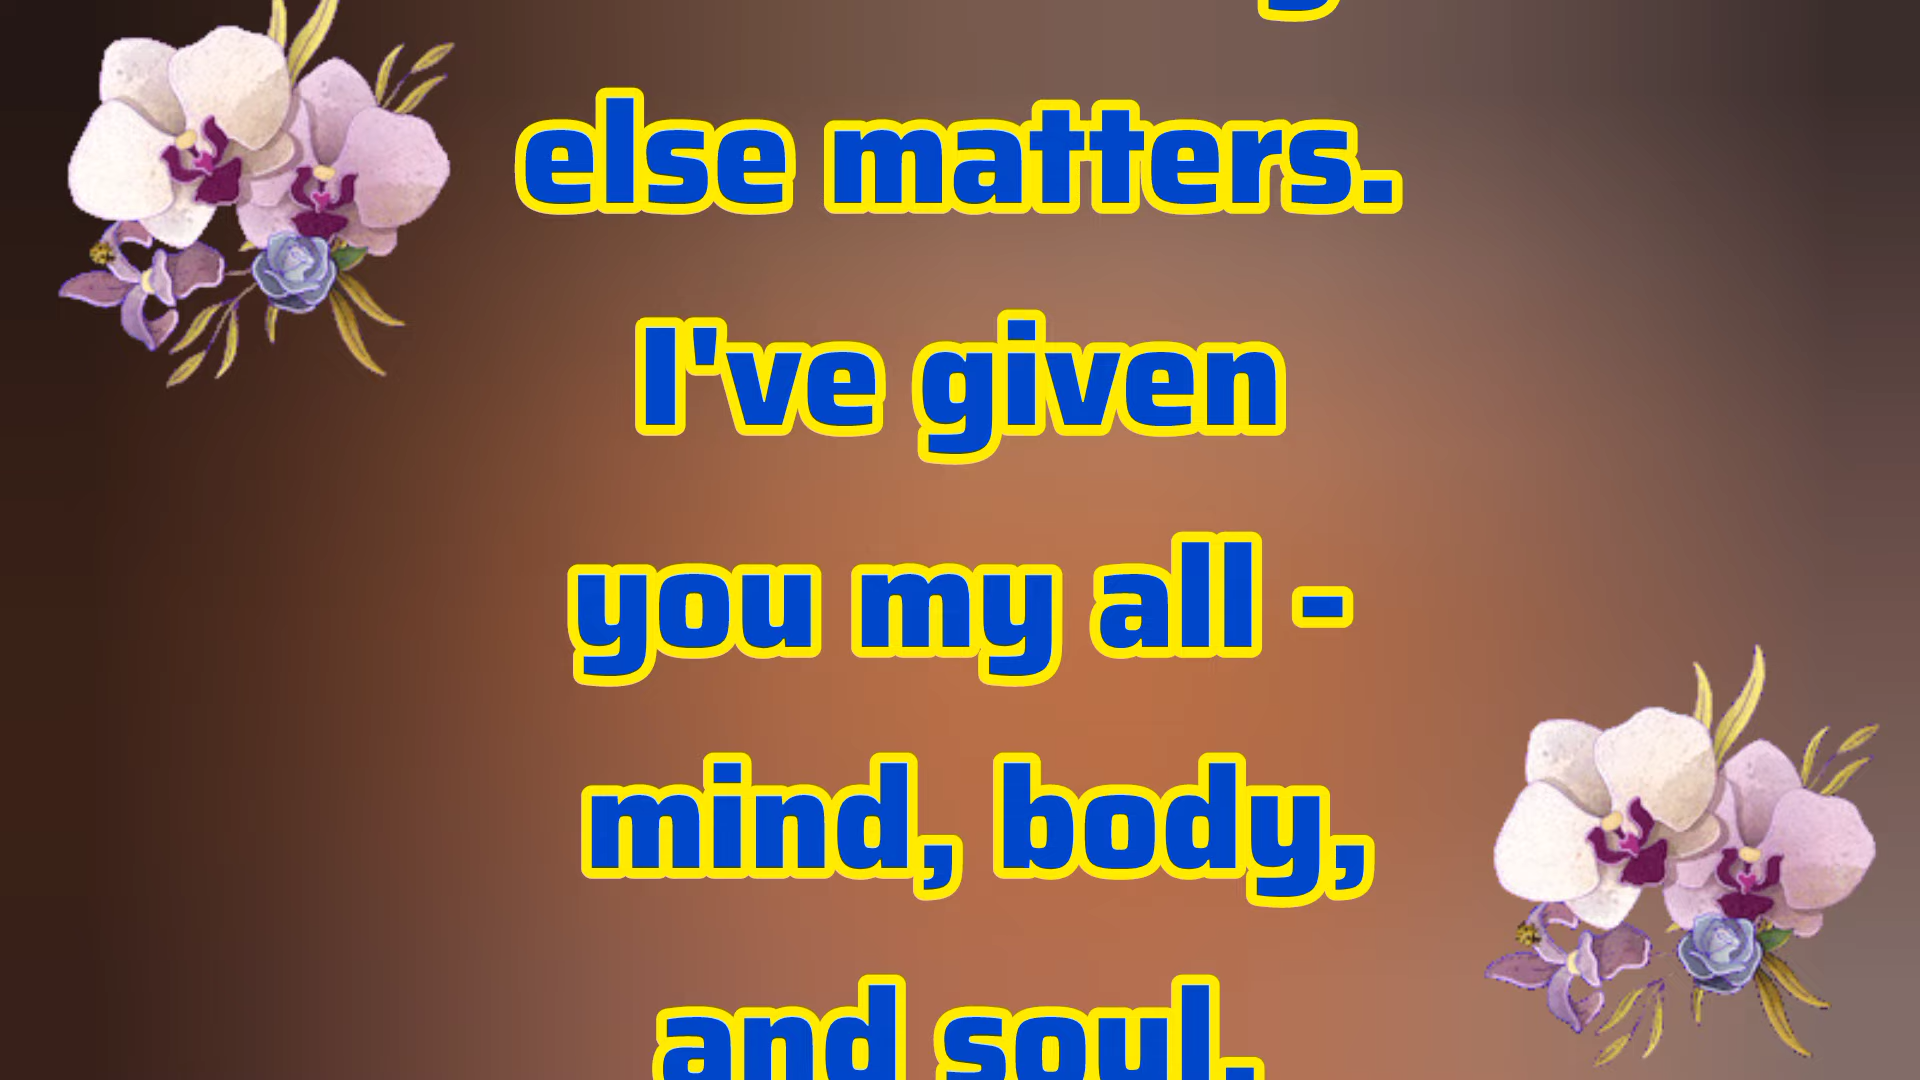 else matters.
I've given
you my all -
mind, body,
and soul.